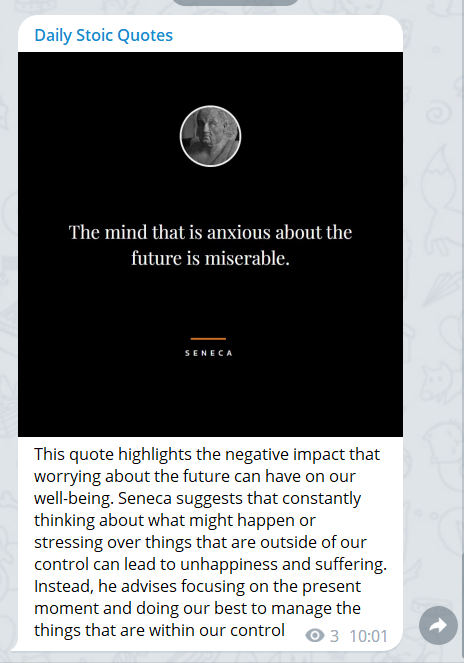 Daily Stoic Quotes
The mind that is anxious about the
future is miserable.
SENECA
This quote highlights the negative impact that
worrying about the future can have on our
well-being. Seneca suggests that constantly
thinking about what might happen or
stressing over things that are outside of our
control can lead to unhappiness and suffering.
Instead, he advises focusing on the present
moment and doing our best to manage the
things that are within our control
3 10:01